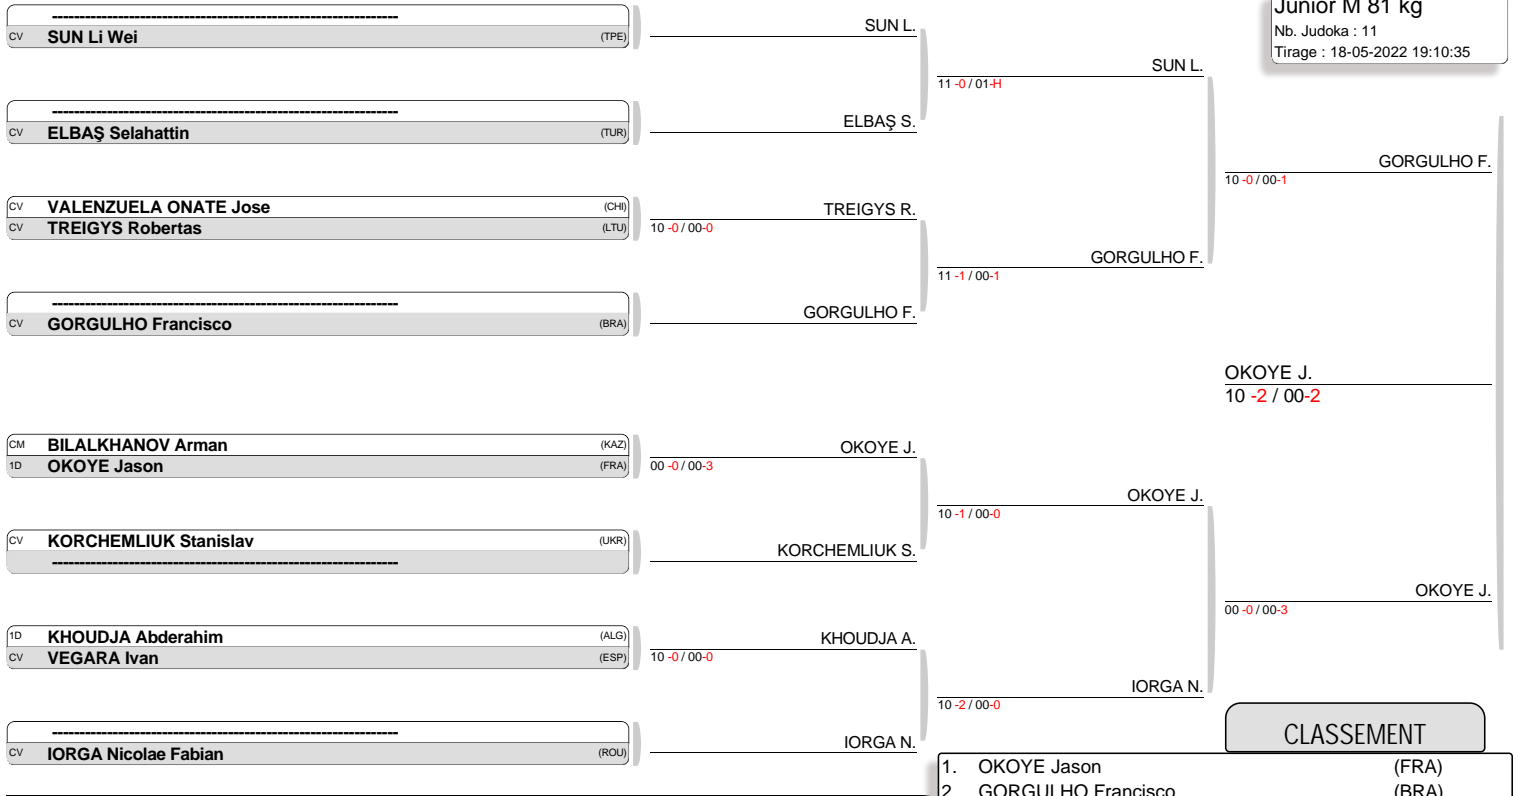 Junior M 81 kg
Nb. Judoka : 11
Tirage : 18-05-2022 19:10:35
----------------------------------------------------------------
CV SUN Li Wei (TPE)
SUN L.
SUN L.
11 -0 / 01-H
----------------------------------------------------------------
CV ELBAŞ Selahattin (TUR)
ELBAŞ S.
GORGULHO F.
10 -0 / 00-1
CV VALENZUELA ONATE Jose (CHI)
CV TREIGYS Robertas (LTU)
TREIGYS R.
10 -0 / 00-0
GORGULHO F.
11 -1 / 00-1
----------------------------------------------------------------
CV GORGULHO Francisco (BRA)
GORGULHO F.
OKOYE J.
10 -2 / 00-2
CM BILALKHANOV Arman (KAZ)
1D OKOYE Jason (FRA)
OKOYE J.
00 -0 / 00-3
OKOYE J.
10 -1 / 00-0
CV KORCHEMLIUK Stanislav (UKR)
----------------------------------------------------------------
KORCHEMLIUK S.
OKOYE J.
00 -0 / 00-3
1D KHOUDJA Abderahim (ALG)
CV VEGARA Ivan (ESP)
KHOUDJA A.
10 -0 / 00-0
IORGA N.
10 -2 / 00-0
----------------------------------------------------------------
CV IORGA Nicolae Fabian (ROU)
IORGA N.
CLASSEMENT
1. OKOYE Jason (FRA)
2. GORGULHO Francisco (BRA)